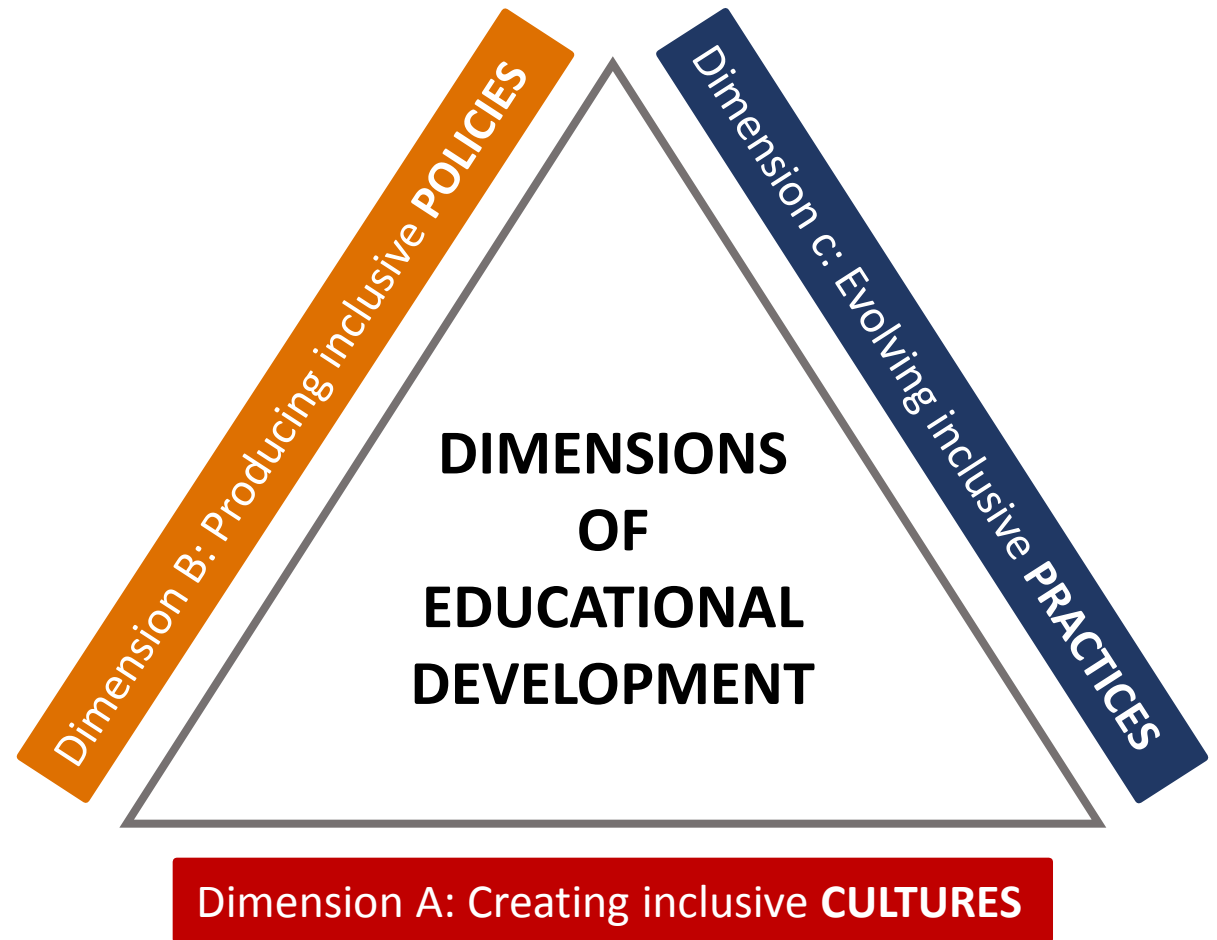 Dimension B: Producing inclusive POLICIES
Dimension c: Evolving inclusive PRACTICES
DIMENSIONS
OF
EDUCATIONAL
DEVELOPMENT
Dimension A: Creating inclusive CULTURES